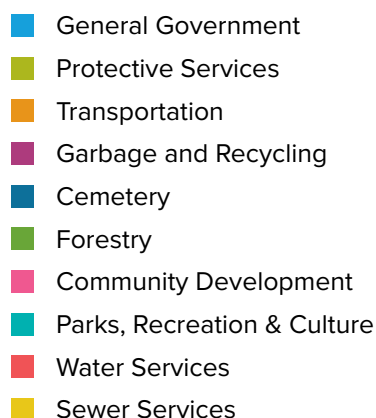 General Government
Protective Services
Transportation
Garbage and Recycling
Cemetery
Forestry
Community Development
Parks, Recreation & Culture
Water Services
Sewer Services